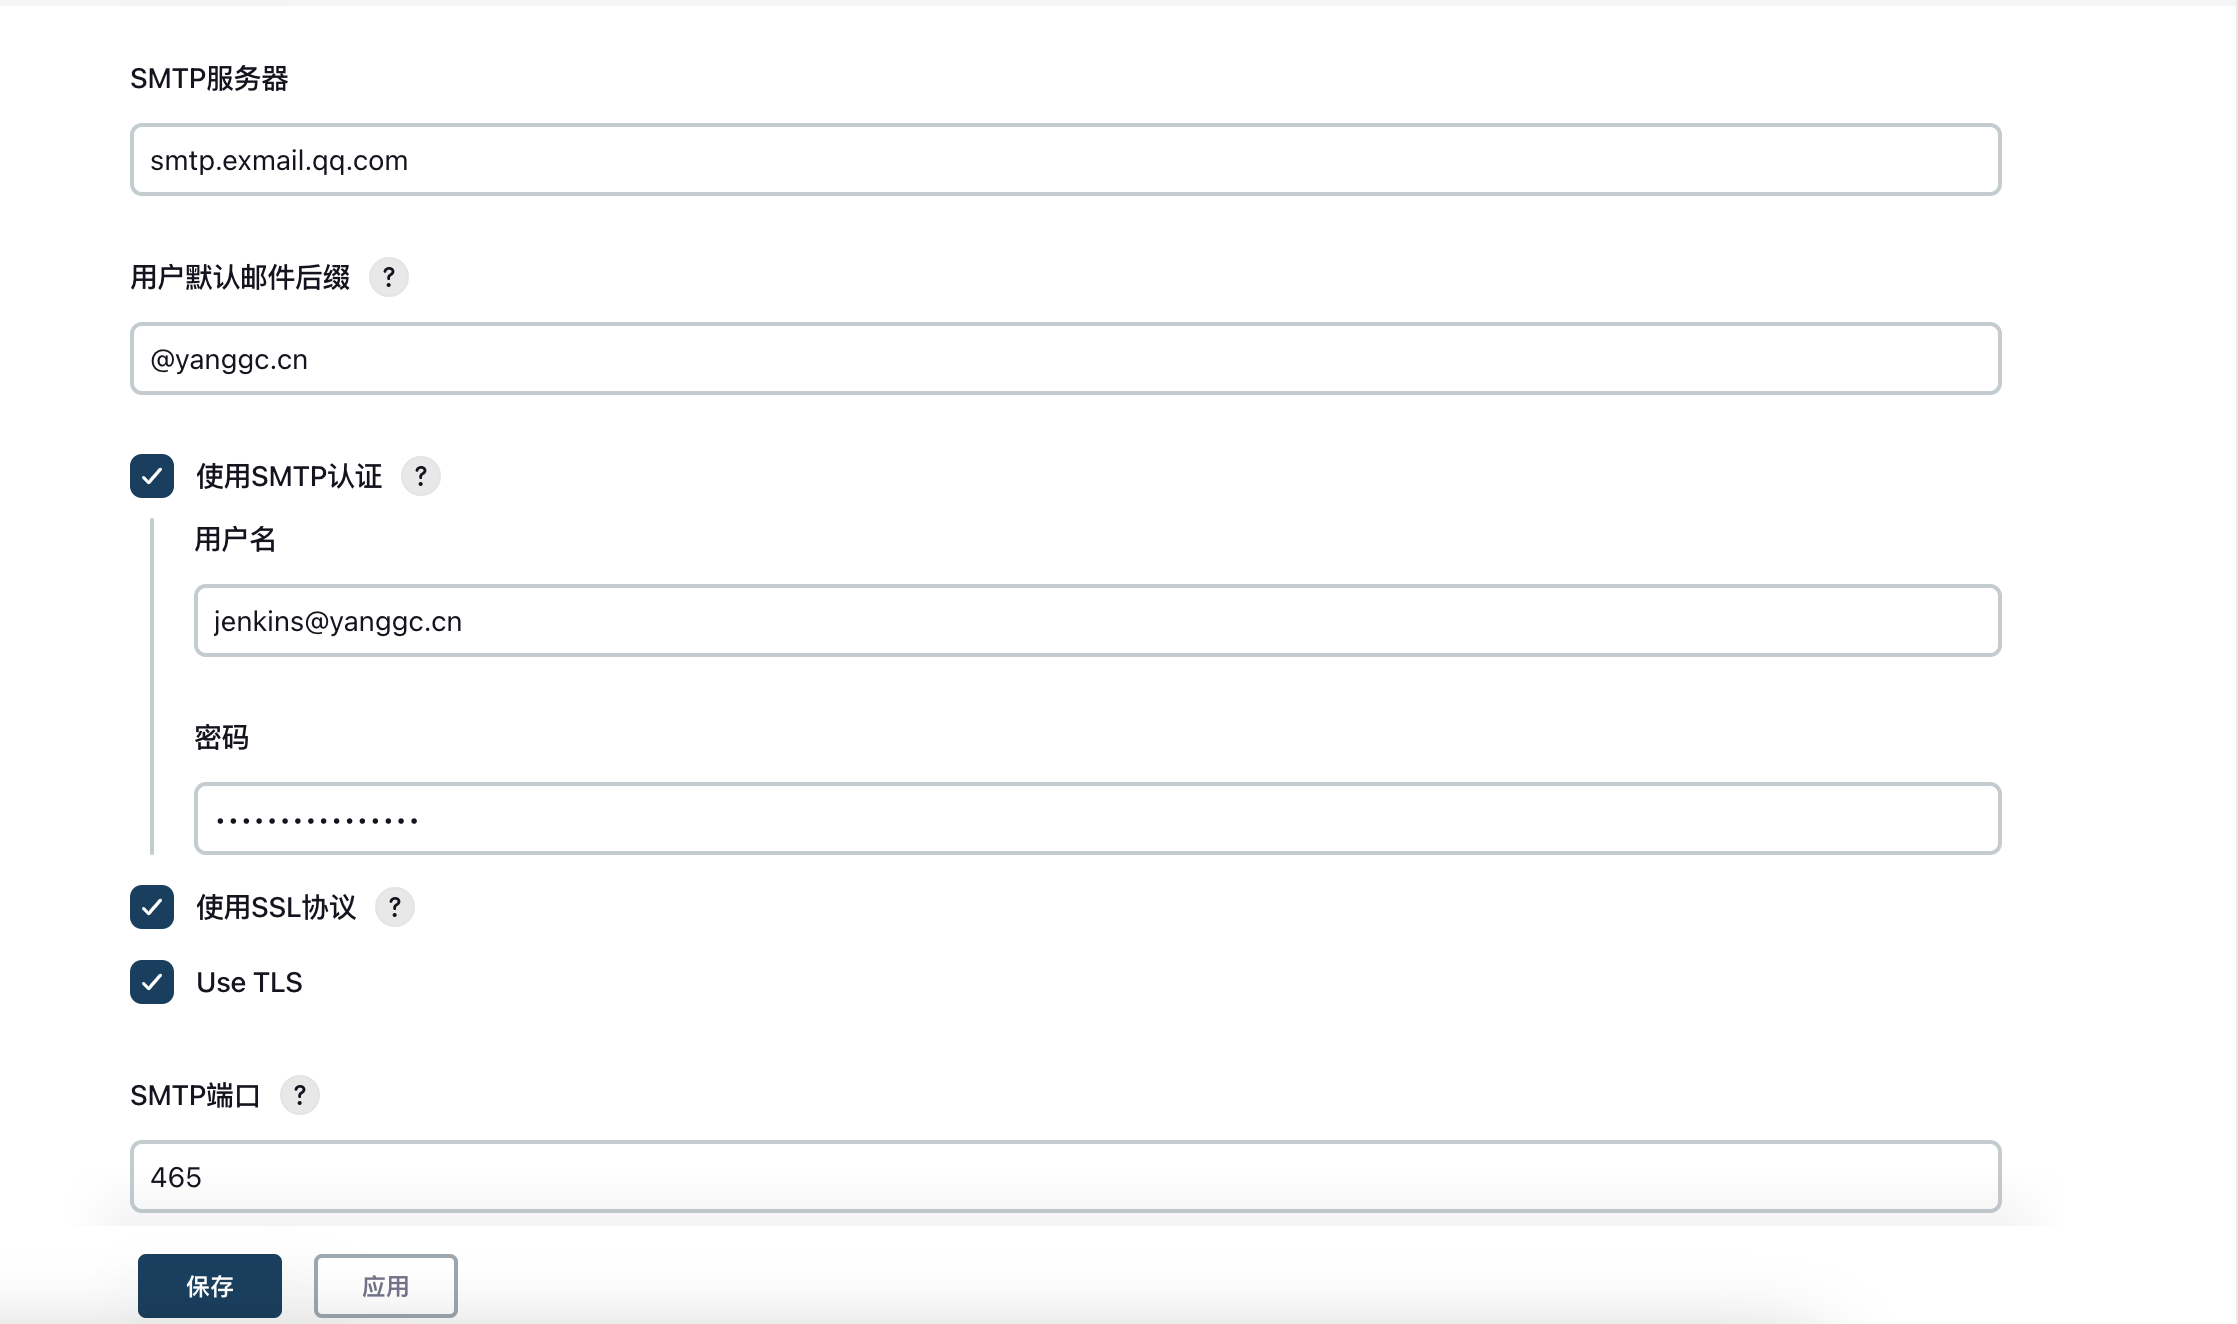 SMTP服务器
smtp.exmail.qq.com
用户默认邮件后缀 ?
@yanggc.cn
使用SMTP认证 ?
用户名
jenkins@yanggc.cn
密码
••••••••••••••••
使用SSL协议 ?
Use TLS
SMTP端口 ?
465
保存 应用